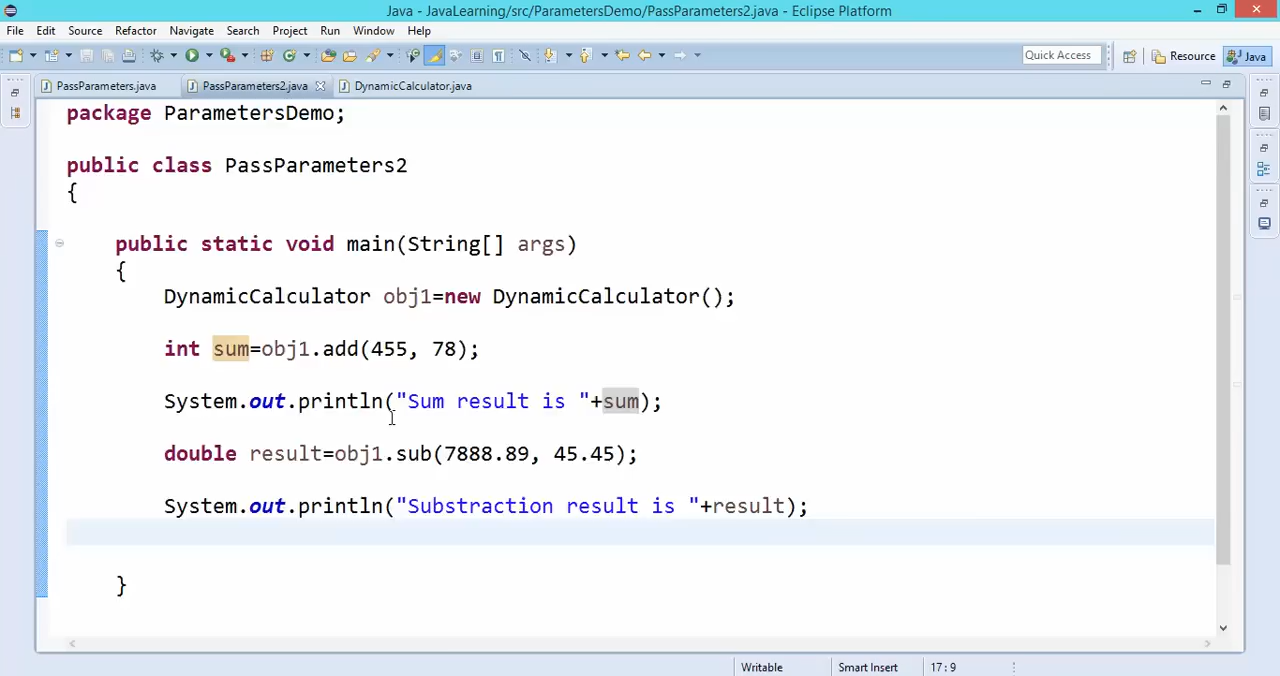 Java - JavaLearning/src/ParametersDemo/PassParameters2.java - Eclipse Platform
File Edit Source Refactor Navigate Search Project Run Window Help
Quick Access Resource Java
PassParameters.java PassParameters2.java DynamicCalculator.java
package ParametersDemo;
public class PassParameters2
{
public static void main(String[] args)
{
DynamicCalculator obj1=new DynamicCalculator();
int sum=obj1.add(455, 78);
System.out.println("Sum result is "+sum);
double result=obj1.sub(7888.89, 45.45);
System.out.println("Substraction result is "+result);
}
Writable Smart Insert 17:9